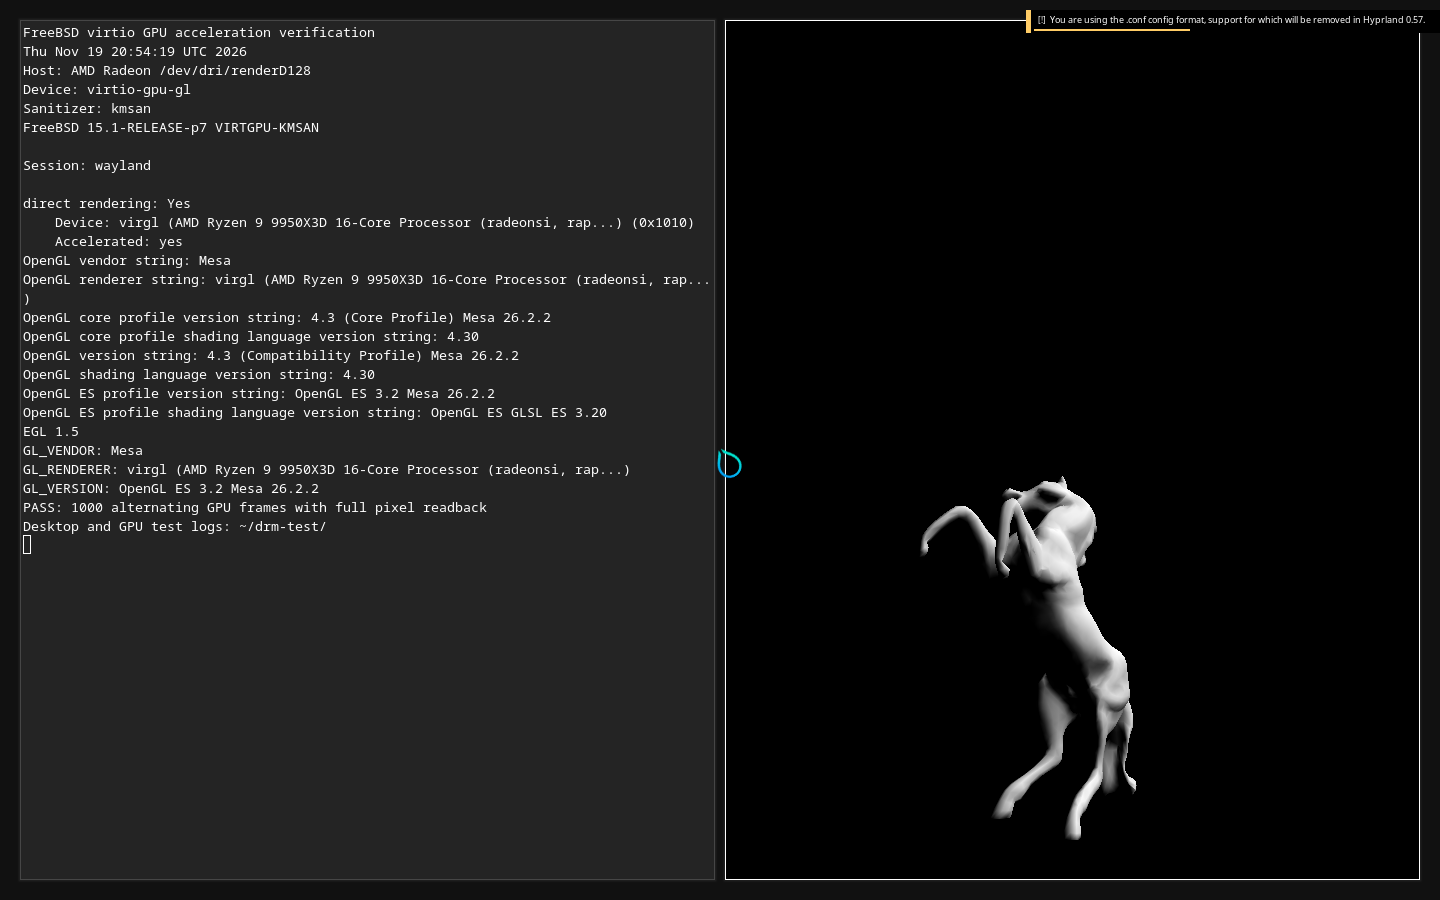 FreeBSD virtio GPU acceleration verification
Thu Nov 19 20:54:19 UTC 2026
Host: AMD Radeon /dev/dri/renderD128
Device: virtio-gpu-gl
Sanitizer: kmsan
FreeBSD 15.1-RELEASE-p7 VIRTGPU-KMSAN
Session: wayland
direct rendering: Yes
    Device: virgl (AMD Ryzen 9 9950X3D 16-Core Processor (radeonsi, rap...) (0x1010)
    Accelerated: yes
OpenGL vendor string: Mesa
OpenGL renderer string: virgl (AMD Ryzen 9 9950X3D 16-Core Processor (radeonsi, rap...
)
OpenGL core profile version string: 4.3 (Core Profile) Mesa 26.2.2
OpenGL core profile shading language version string: 4.30
OpenGL version string: 4.3 (Compatibility Profile) Mesa 26.2.2
OpenGL shading language version string: 4.30
OpenGL ES profile version string: OpenGL ES 3.2 Mesa 26.2.2
OpenGL ES profile shading language version string: OpenGL ES GLSL ES 3.20
EGL 1.5
GL_VENDOR: Mesa
GL_RENDERER: virgl (AMD Ryzen 9 9950X3D 16-Core Processor (radeonsi, rap...)
GL_VERSION: OpenGL ES 3.2 Mesa 26.2.2
PASS: 1000 alternating GPU frames with full pixel readback
Desktop and GPU test logs: ~/drm-test/
[!] You are using the .conf config format, support for which will be removed in Hyprland 0.57.